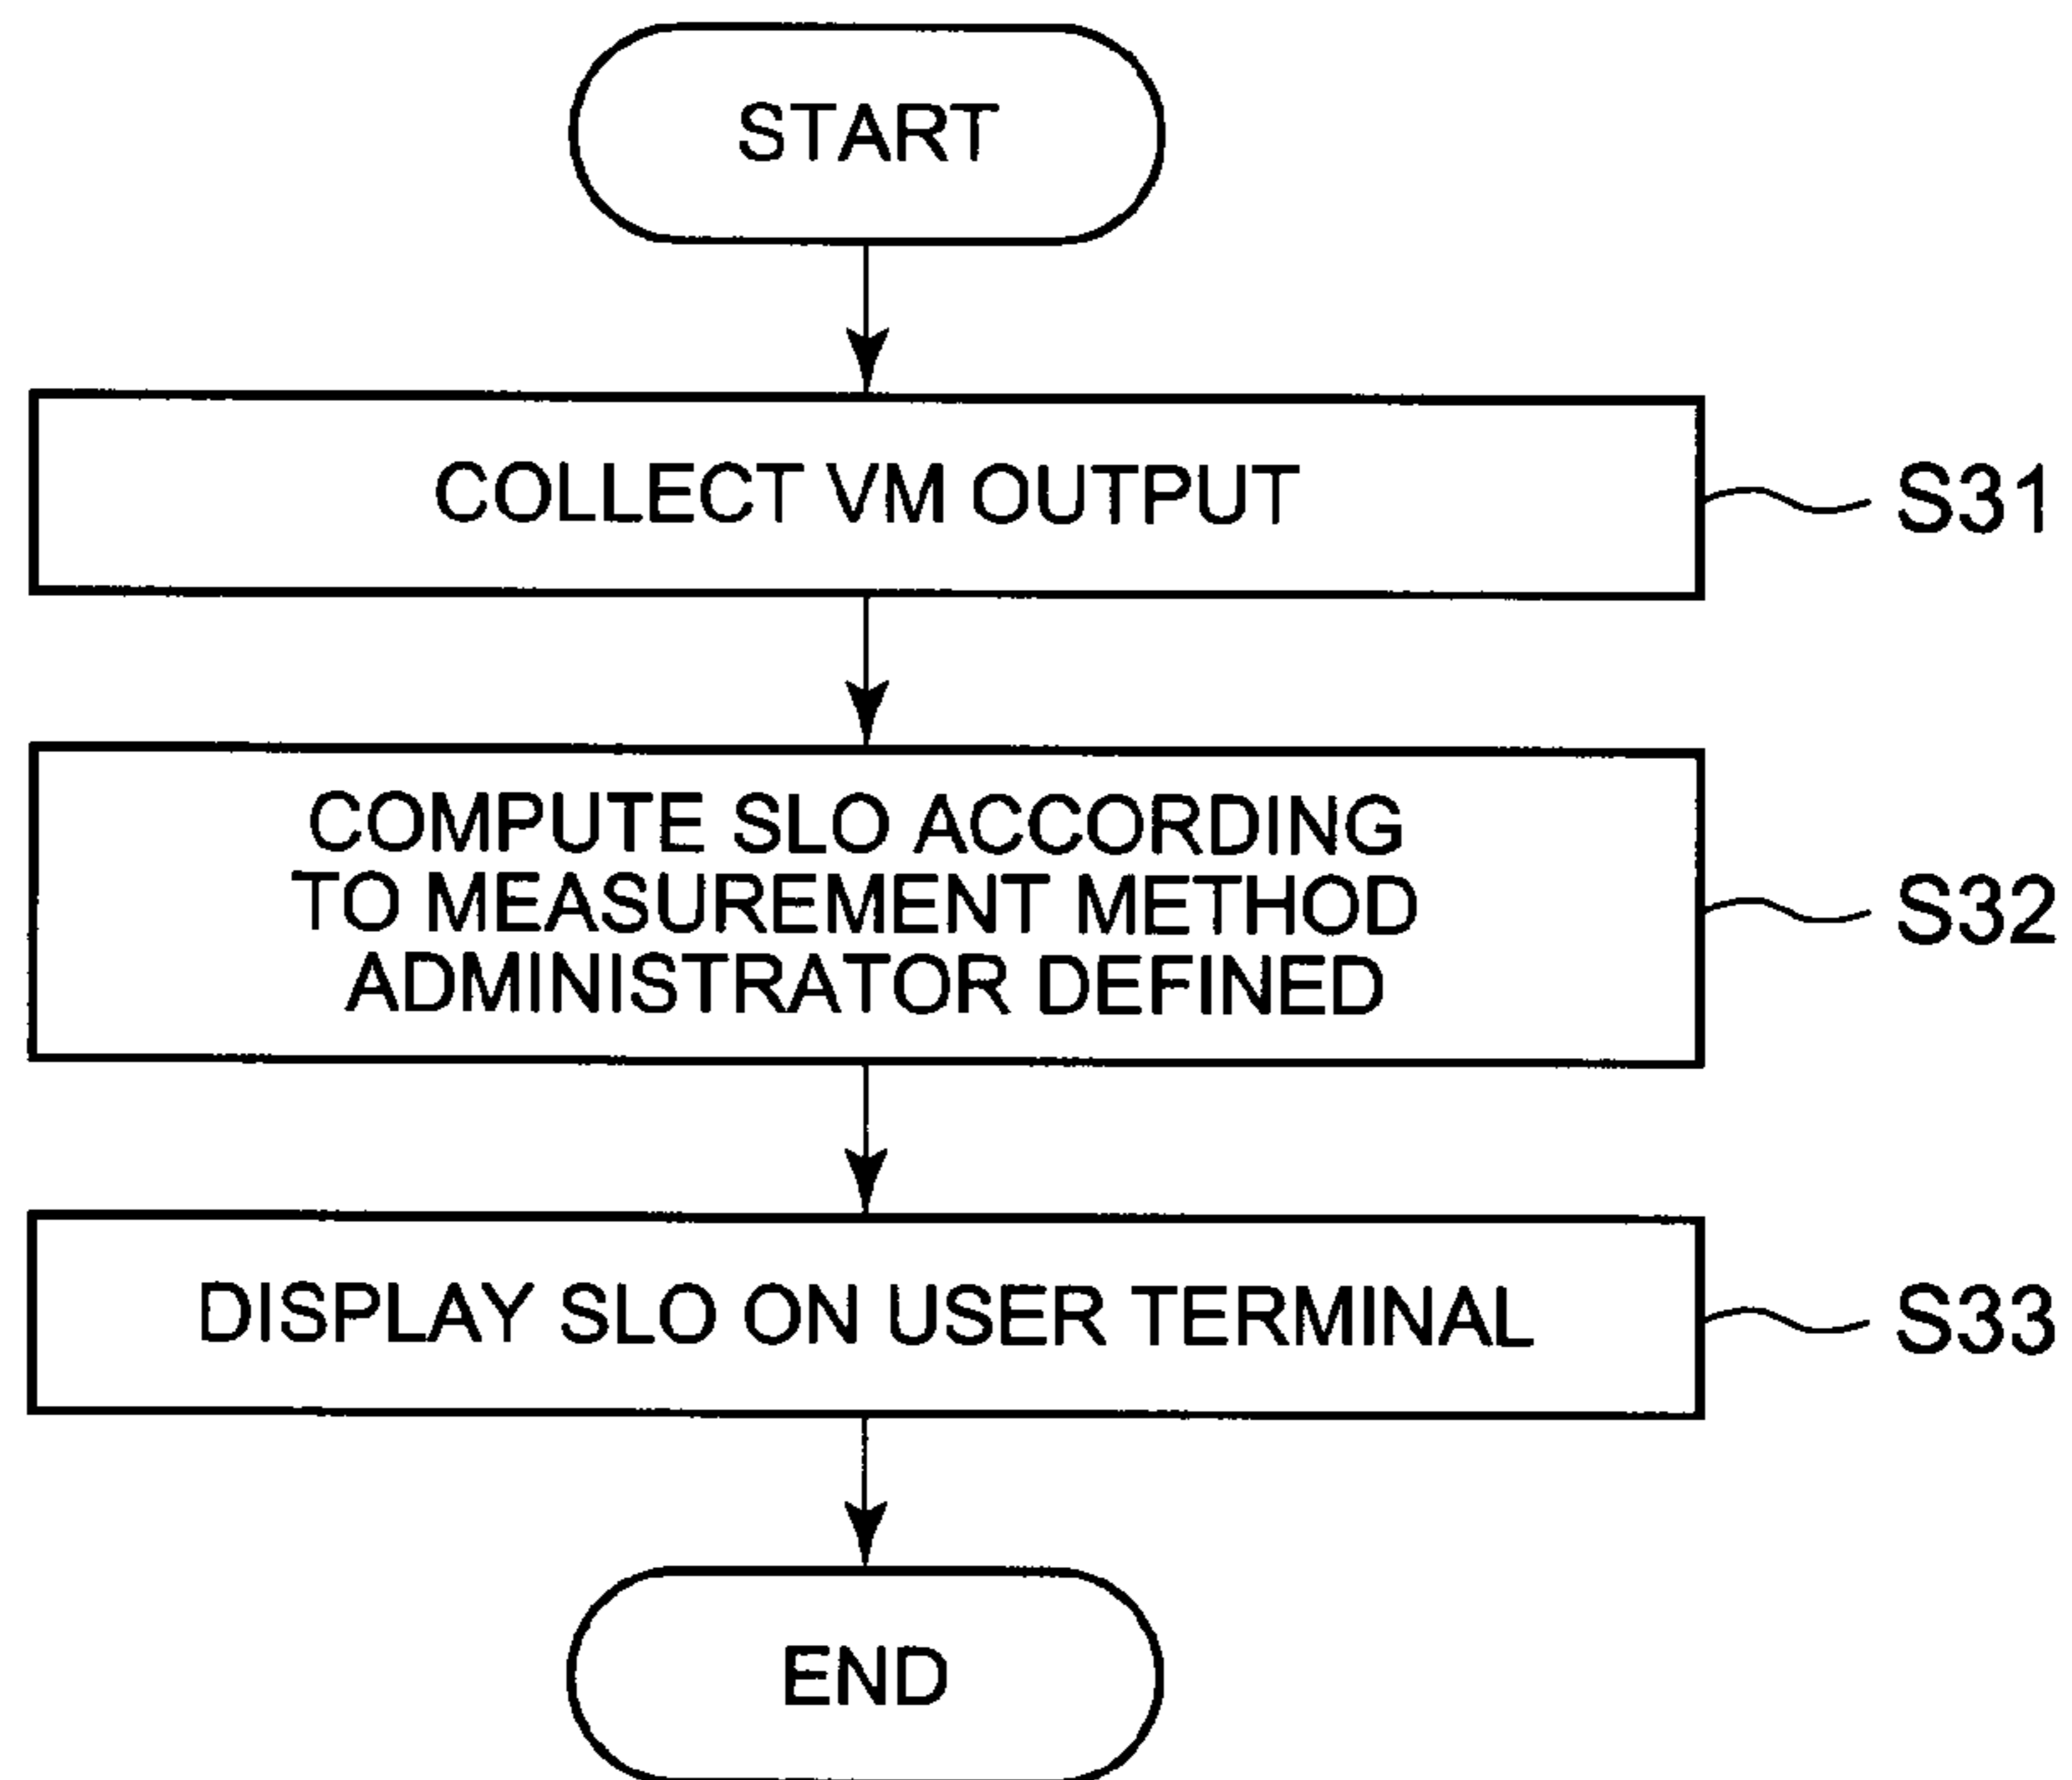 START
COLLECT VM OUTPUT
S31
COMPUTE SLO ACCORDING
TO MEASUREMENT METHOD
ADMINISTRATOR DEFINED
S32
DISPLAY SLO ON USER TERMINAL
S33
END